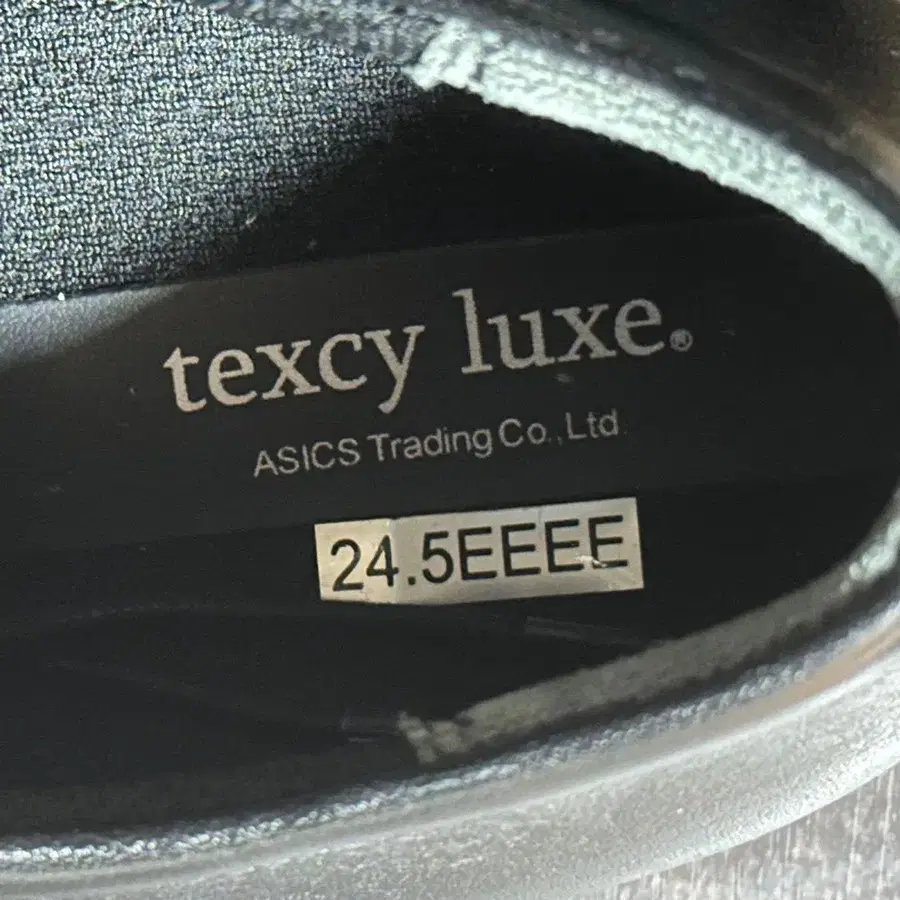 texcy luxe®
ASICS Trading Co., Ltd.
24.5EEEE